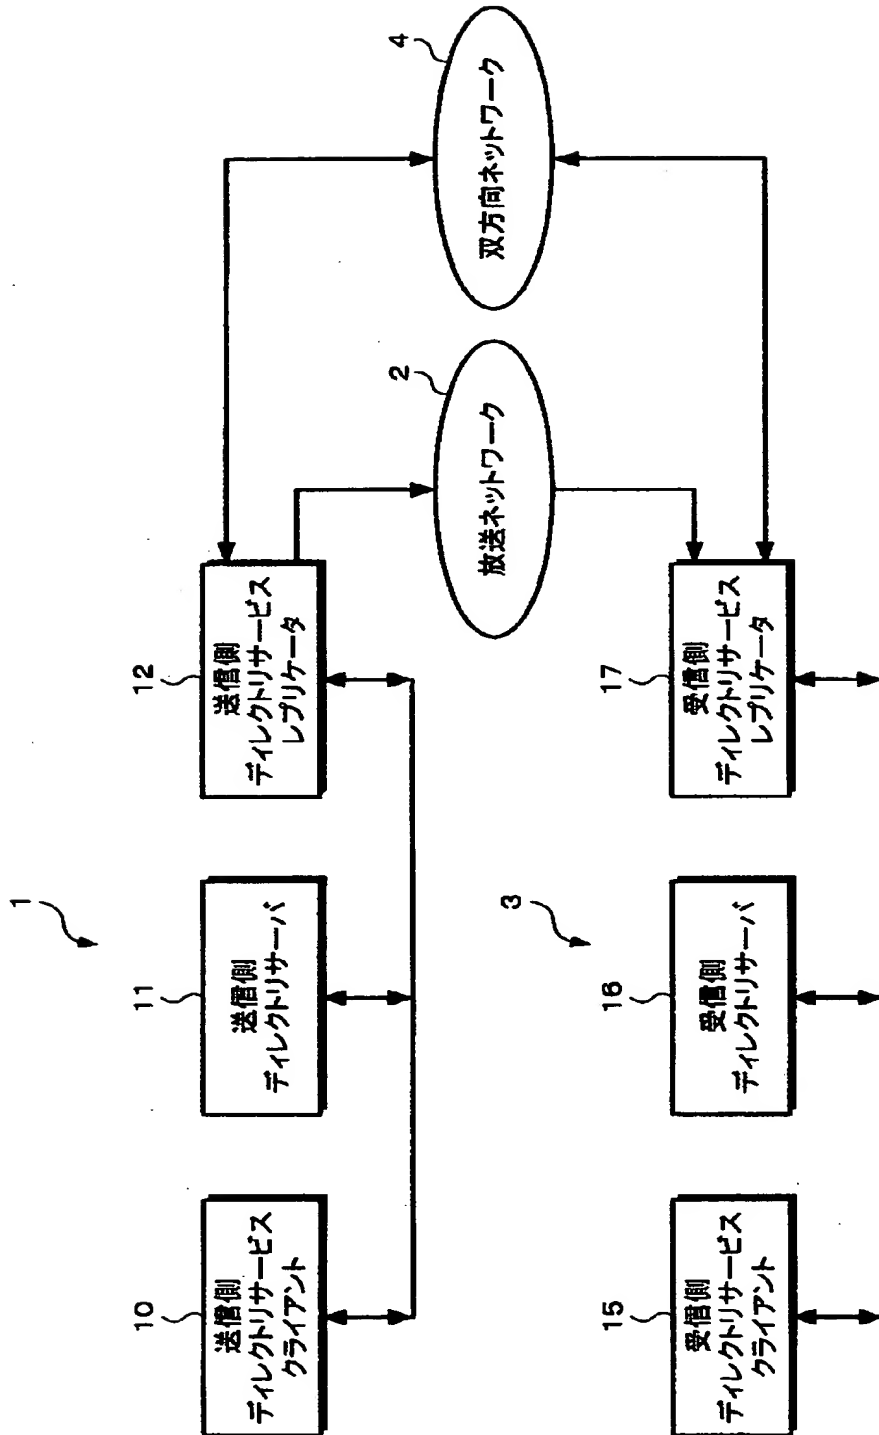 1
10
送信側
ディレクトリサービス
クライアント
11
送信側
ディレクトリサーバ
12
送信側
ディレクトリサービス
レプリケータ
2
放送ネットワーク
4
双方向ネットワーク
3
15
受信側
ディレクトリサービス
クライアント
16
受信側
ディレクトリサーバ
17
受信側
ディレクトリサービス
レプリケータ